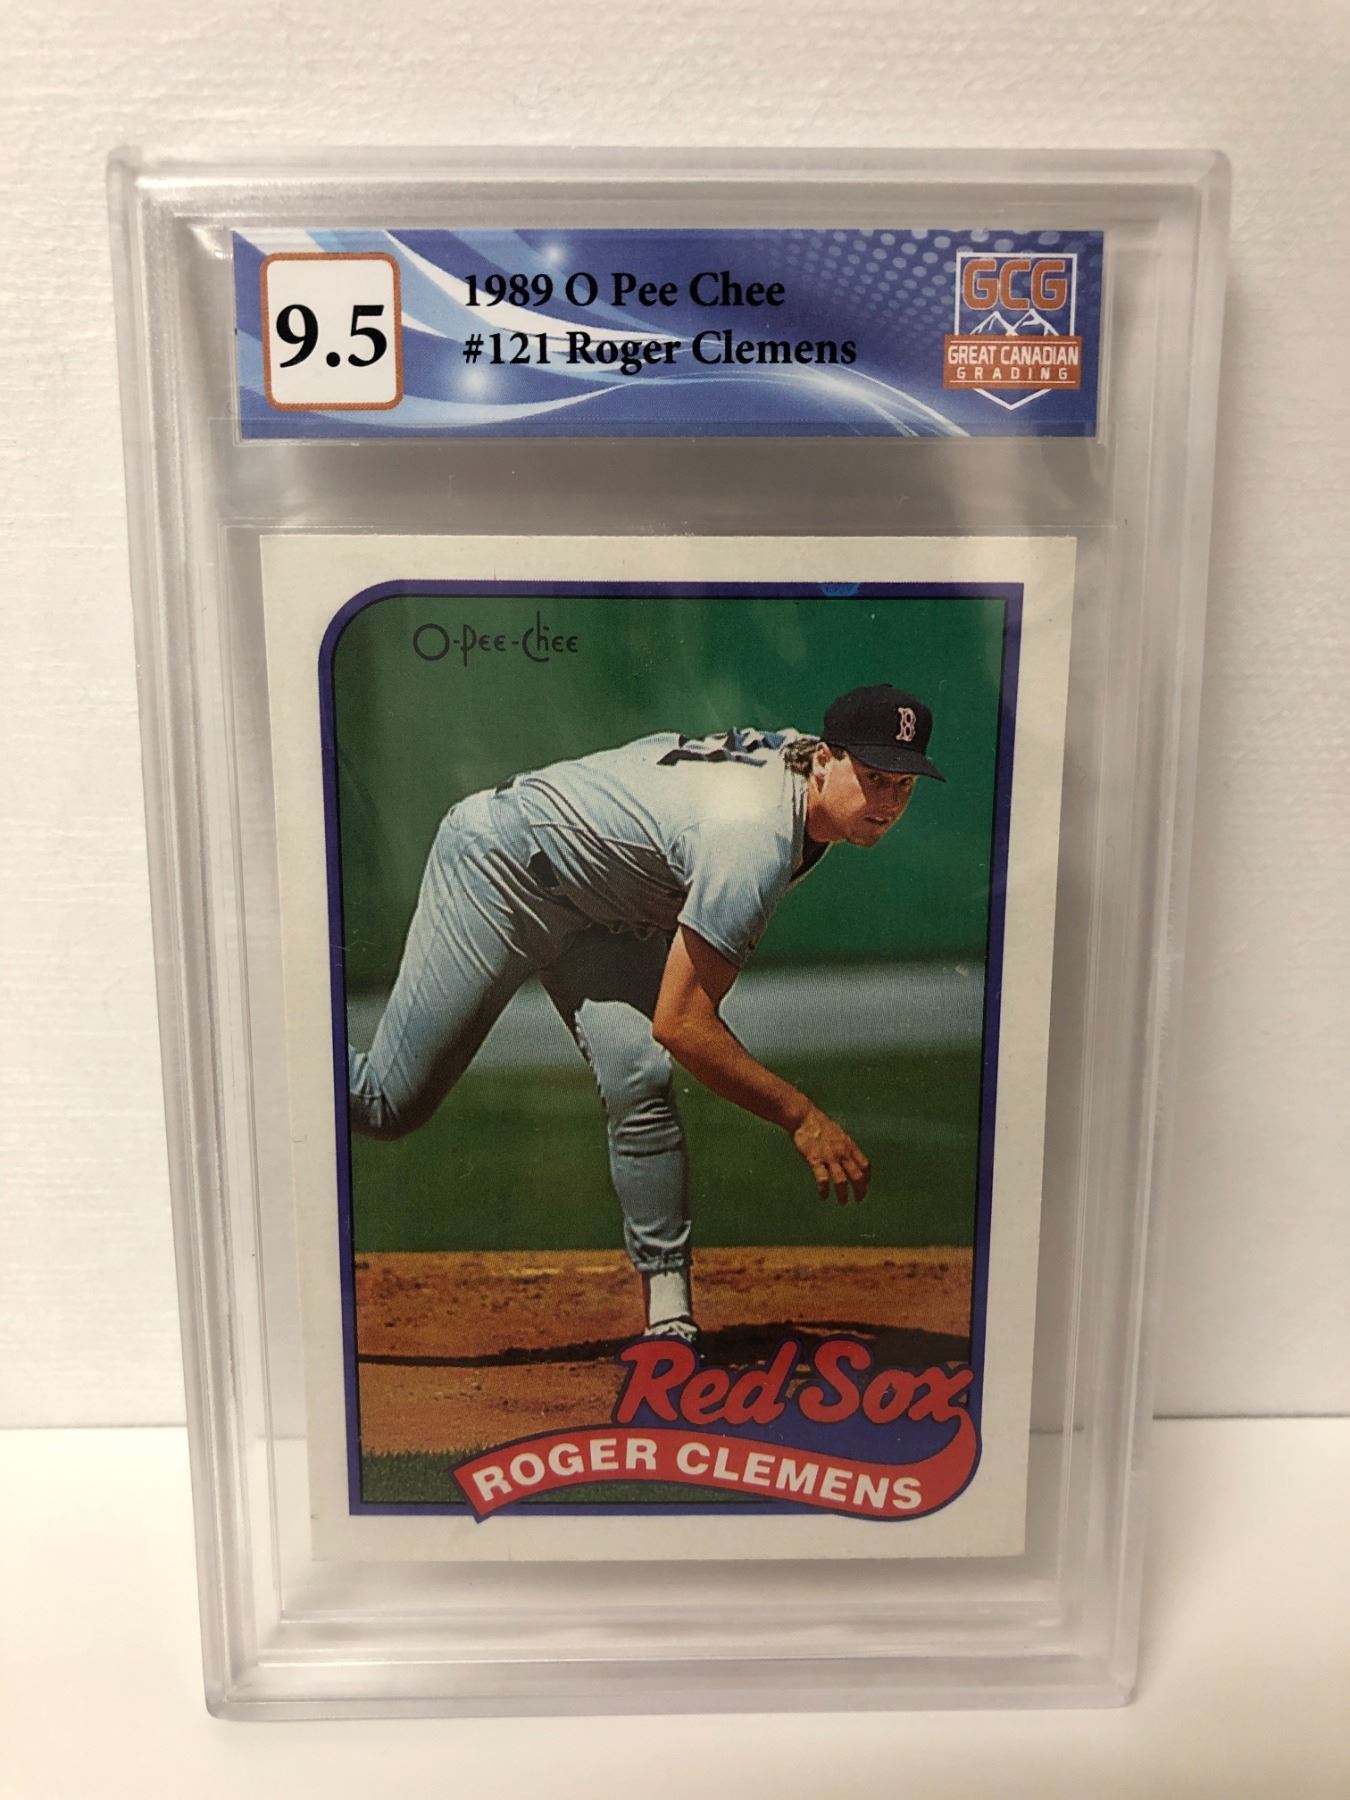 9.5
1989 O Pee Chee
#121 Roger Clemens
GCG
GREAT CANADIAN
GRADING
O-Pee-Chee
B
Red Sox
ROGER CLEMENS